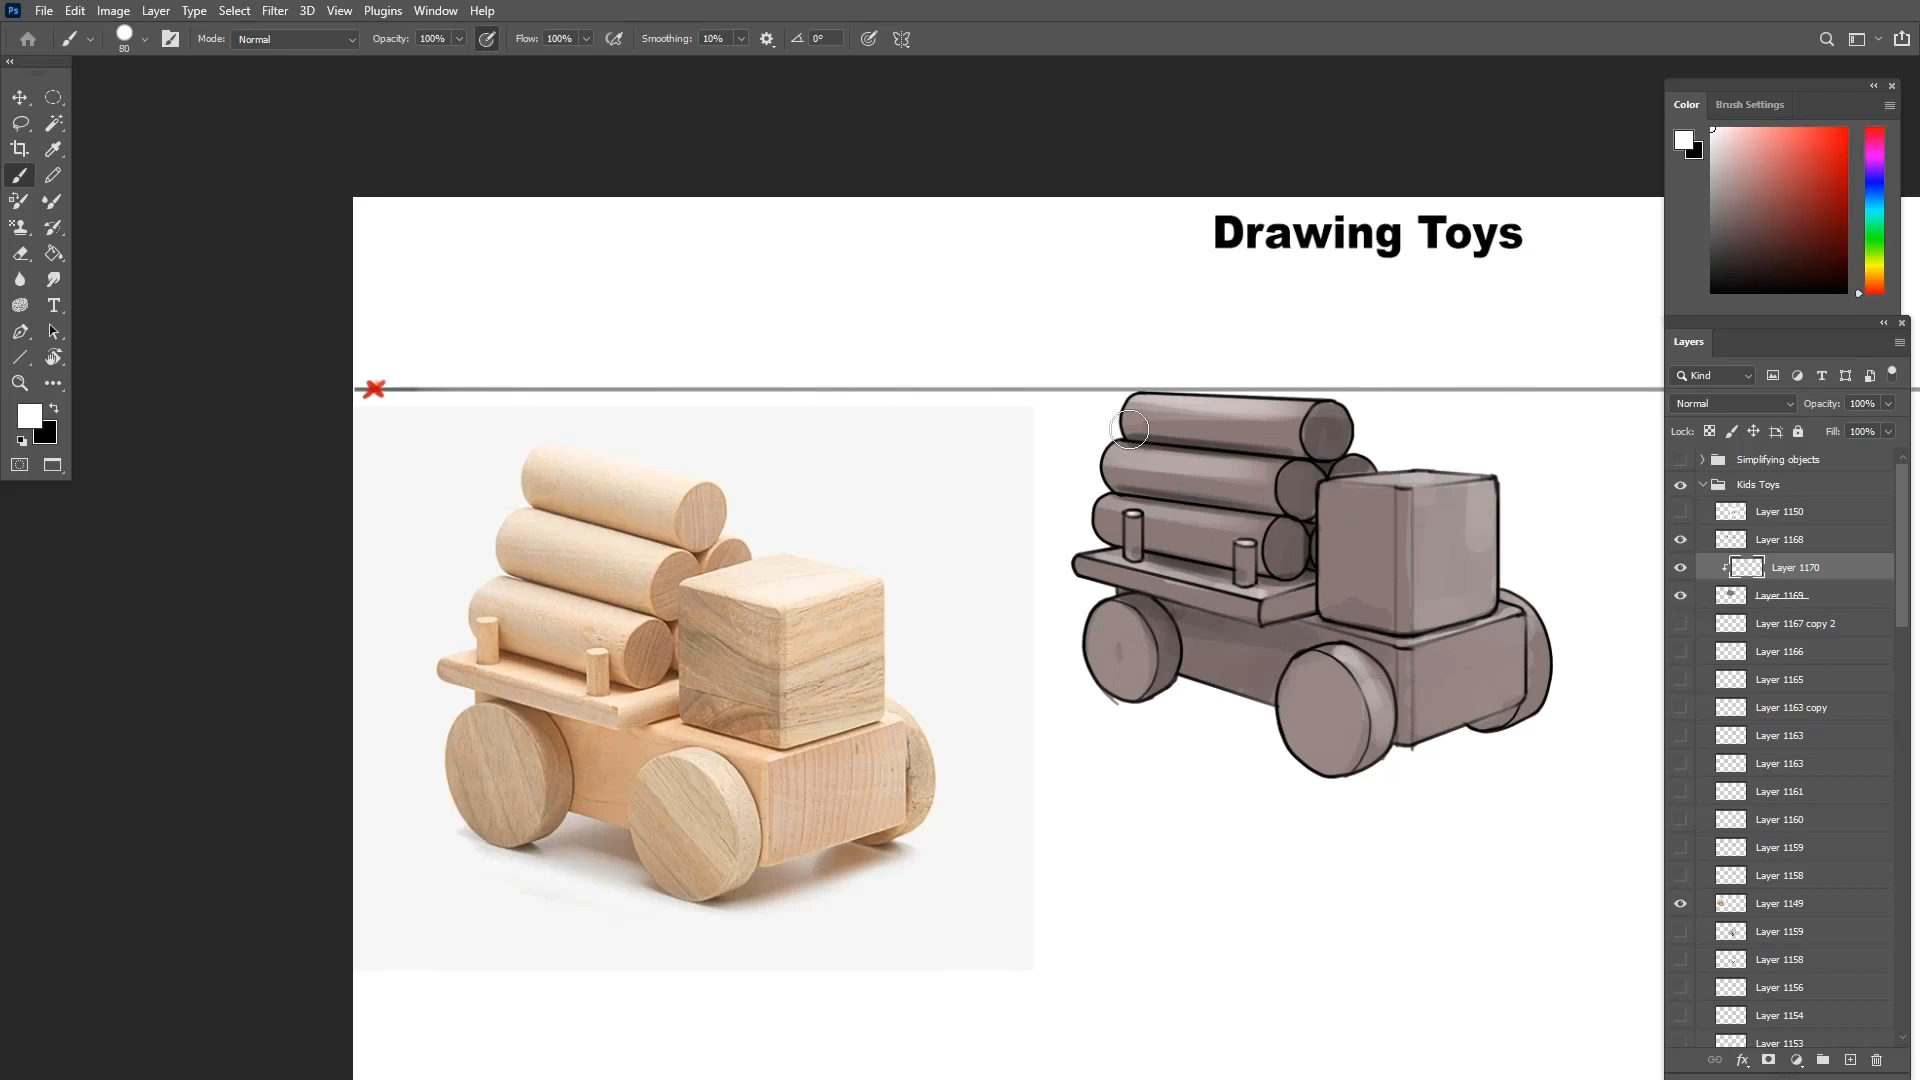 Ps File Edit Image Layer Type Select Filter 3D View Plugins Window Help
80 Mode: Normal Opacity: 100% Flow: 100% Smoothing: 10% 0°
Color Brush Settings
Drawing Toys
Layers
Kind
Normal Opacity: 100%
Lock: Fill: 100%
Simplifying objects
Kids Toys
Layer 1150
Layer 1168
Layer 1170
Layer 1169
Layer 1167 copy 2
Layer 1166
Layer 1165
Layer 1163 copy
Layer 1163
Layer 1163
Layer 1161
Layer 1160
Layer 1159
Layer 1158
Layer 1149
Layer 1159
Layer 1158
Layer 1156
Layer 1154
Layer 1153
fx